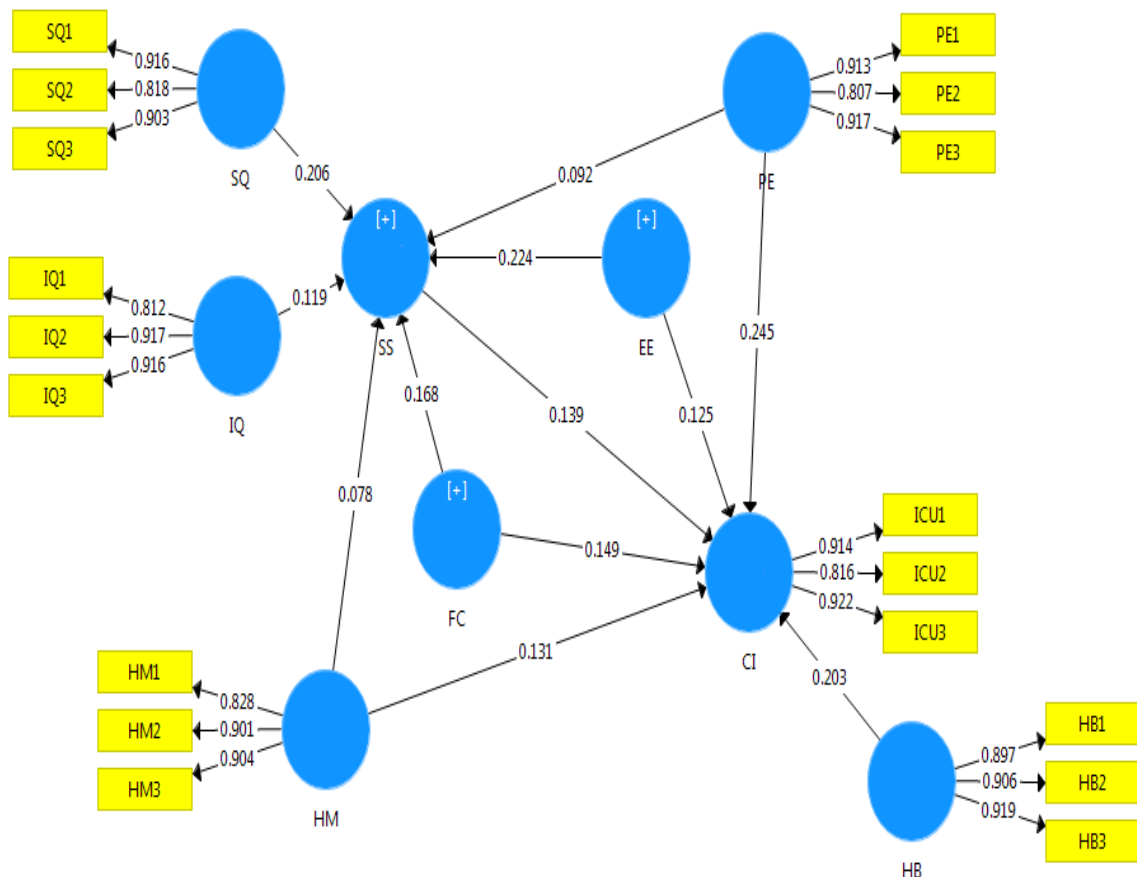 SQ1
0.916
SQ2
0.818
SQ3
0.903
SQ
0.206
PE1
0.913
PE2
0.807
PE3
0.917
PE
0.092
[+]
SS
[+]
0.224
EE
IQ1
0.812
IQ2
0.917
IQ3
0.916
IQ
0.119
0.245
0.168
0.139
0.125
0.078
[+]
FC
0.149
ICU1
0.914
ICU2
0.816
ICU3
0.922
CI
0.131
0.203
HM1
0.828
HM2
0.901
HM3
0.904
HM
HB1
0.897
HB2
0.906
HB3
0.919
HB